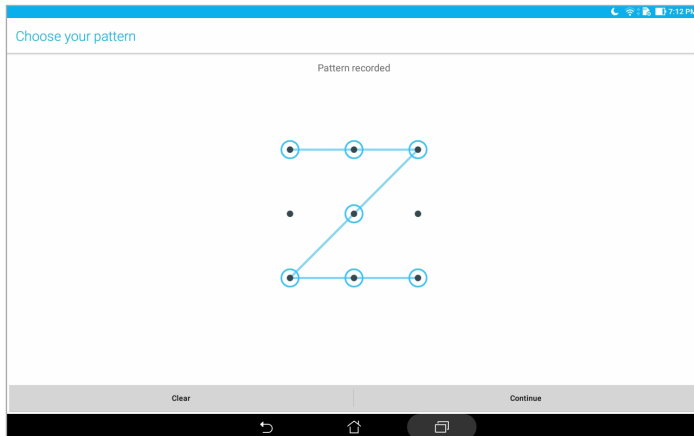 7:12 PM
Choose your pattern
Pattern recorded
Clear
Continue